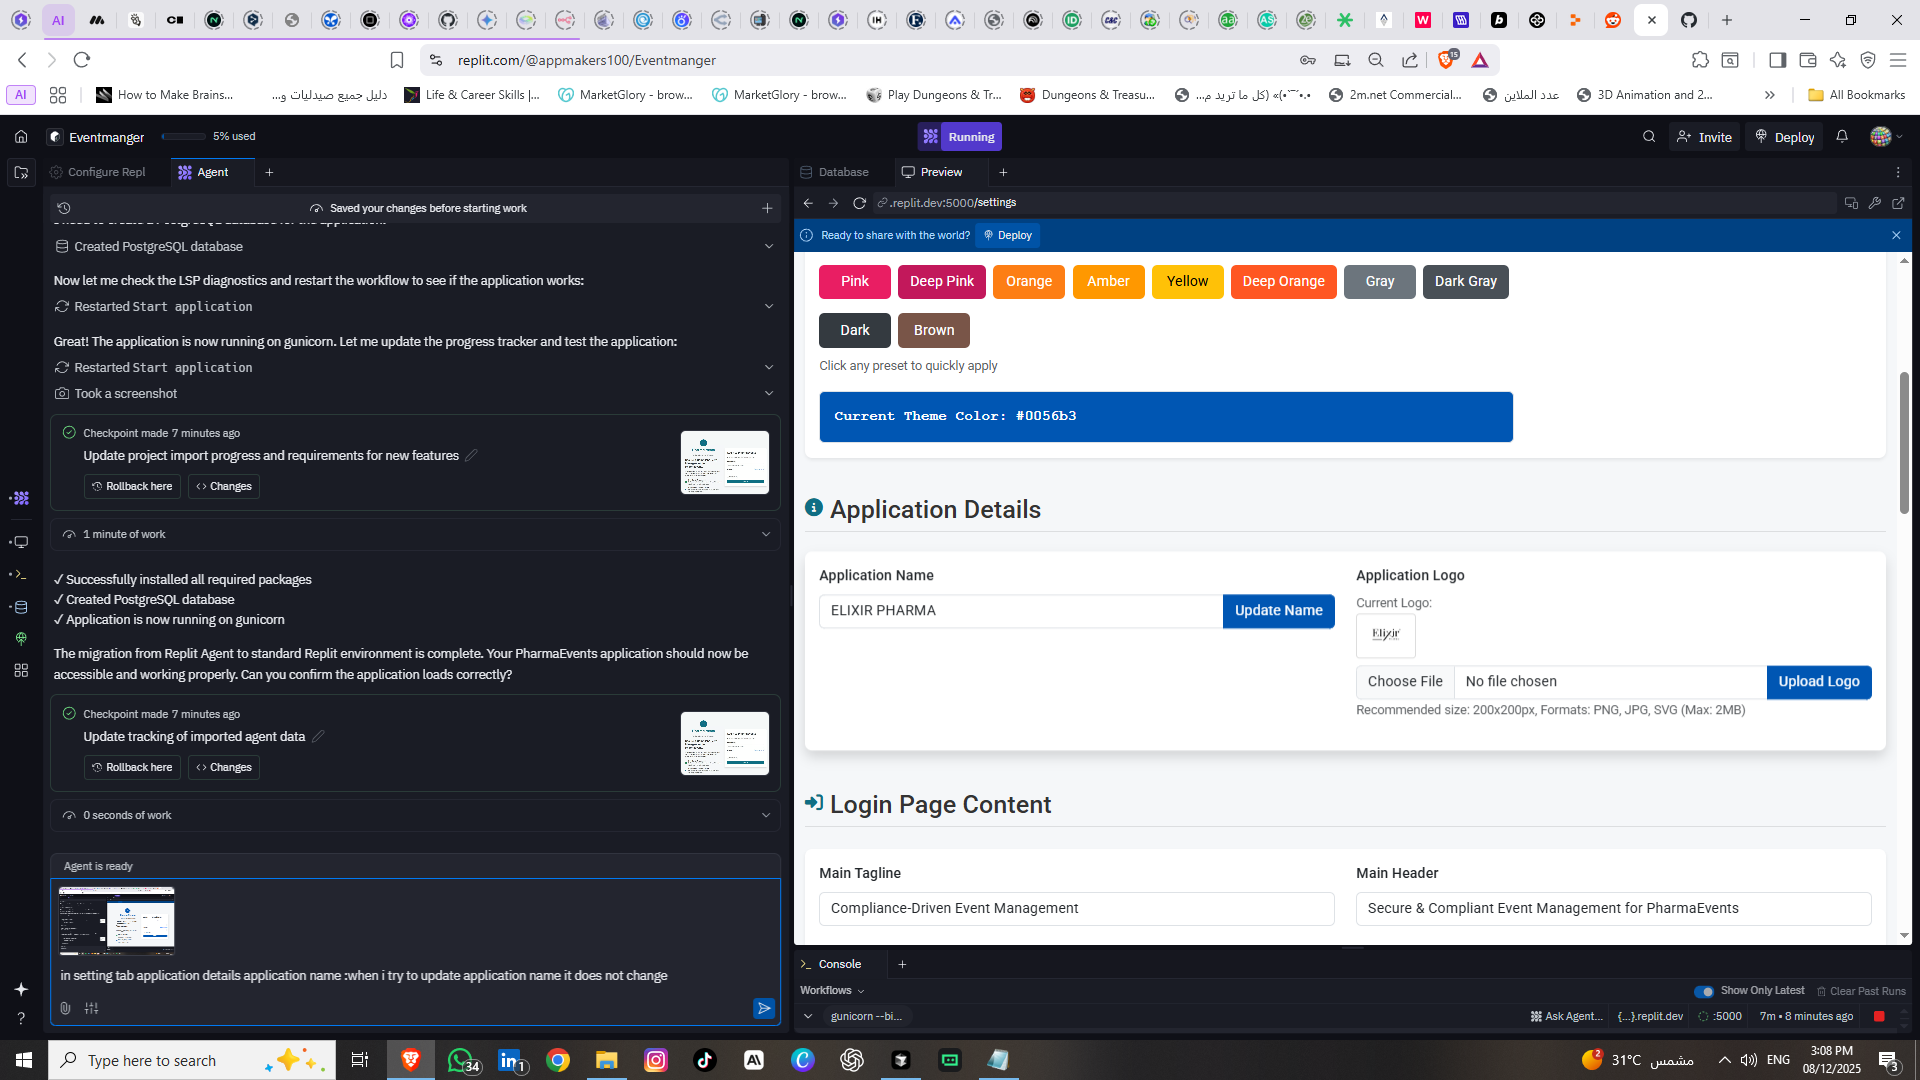 AI
replit.com/@appmakers100/Eventmanger
15
AI
How to Make Brains...
دليل جميع صيدليات و...
Life & Career Skills |...
MarketGlory - brow...
MarketGlory - brow...
Play Dungeons & Tr...
Dungeons & Treasu...
2m.net Commercial...
عدد الملاين
3D Animation and 2...
All Bookmarks
Eventmanger
5% used
Running
Invite
Deploy
Configure Repl
Agent
Database
Preview
Saved your changes before starting work
.replit.dev:5000/settings
Ready to share with the world?
Deploy
Created PostgreSQL database
Now let me check the LSP diagnostics and restart the workflow to see if the application works:
Restarted Start application
Great! The application is now running on gunicorn. Let me update the progress tracker and test the application:
Restarted Start application
Took a screenshot
Checkpoint made 7 minutes ago
Update project import progress and requirements for new features
Rollback here
Changes
1 minute of work
✓ Successfully installed all required packages
✓ Created PostgreSQL database
✓ Application is now running on gunicorn
The migration from Replit Agent to standard Replit environment is complete. Your PharmaEvents application should now be
accessible and working properly. Can you confirm the application loads correctly?
Checkpoint made 7 minutes ago
Update tracking of imported agent data
Rollback here
Changes
0 seconds of work
Agent is ready
in setting tab application details application name :when i try to update application name it does not change
Pink
Deep Pink
Orange
Amber
Yellow
Deep Orange
Gray
Dark Gray
Dark
Brown
Click any preset to quickly apply
Current Theme Color: #0056b3
Application Details
Application Name
ELIXIR PHARMA
Update Name
Application Logo
Current Logo:
Elixir
Choose File
No file chosen
Upload Logo
Recommended size: 200x200px, Formats: PNG, JPG, SVG (Max: 2MB)
Login Page Content
Main Tagline
Compliance-Driven Event Management
Main Header
Secure & Compliant Event Management for PharmaEvents
Console
Workflows
Show Only Latest
Clear Past Runs
gunicorn --bi...
Ask Agent...
{...}.replit.dev
:5000
7m • 8 minutes ago
Type here to search
34
1
2
31°C
مشمس
ENG
3:08 PM
08/12/2025
3